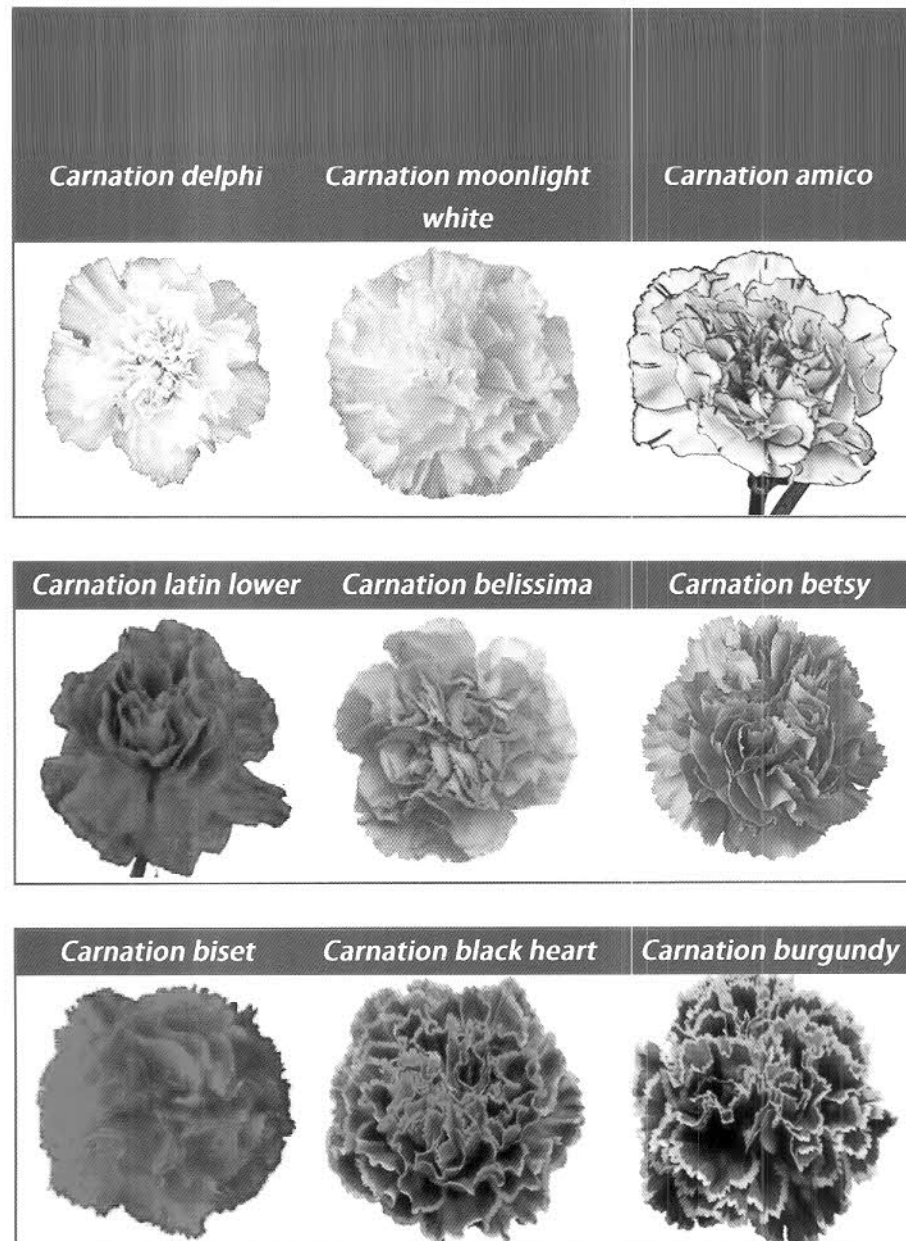 Carnation delphi Carnation moonlight white Carnation amico
Carnation latin lower Carnation belissima Carnation betsy
Carnation biset Carnation black heart Carnation burgundy